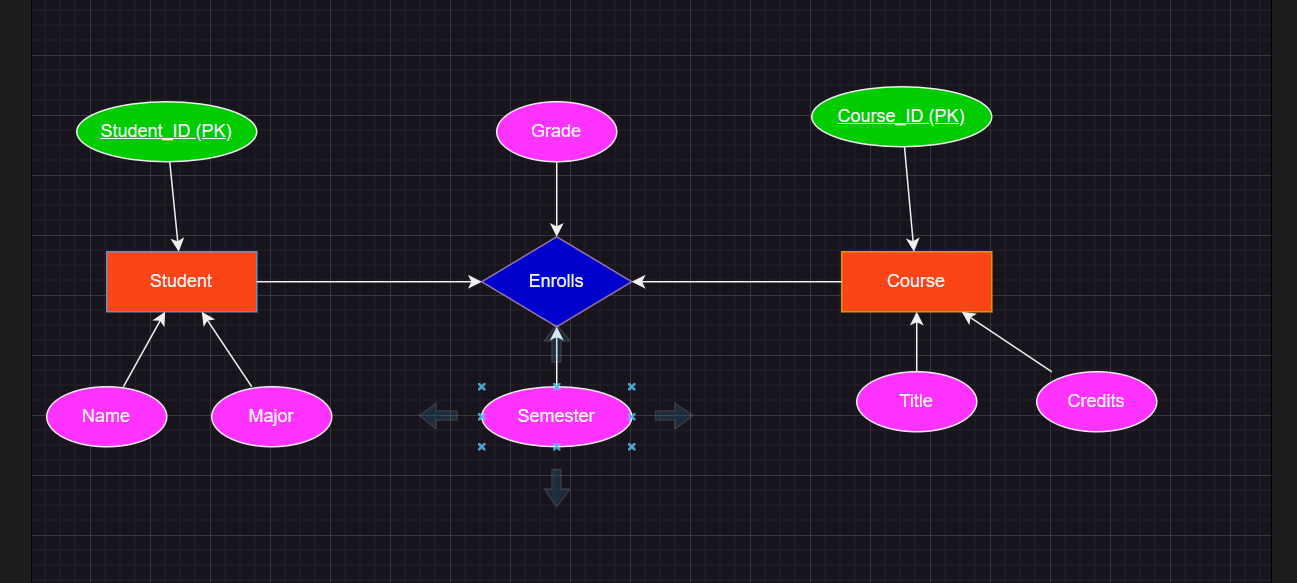 Student_ID (PK)
Grade
Course_ID (PK)
Student
Enrolls
Course
Name
Major
Semester
Title
Credits